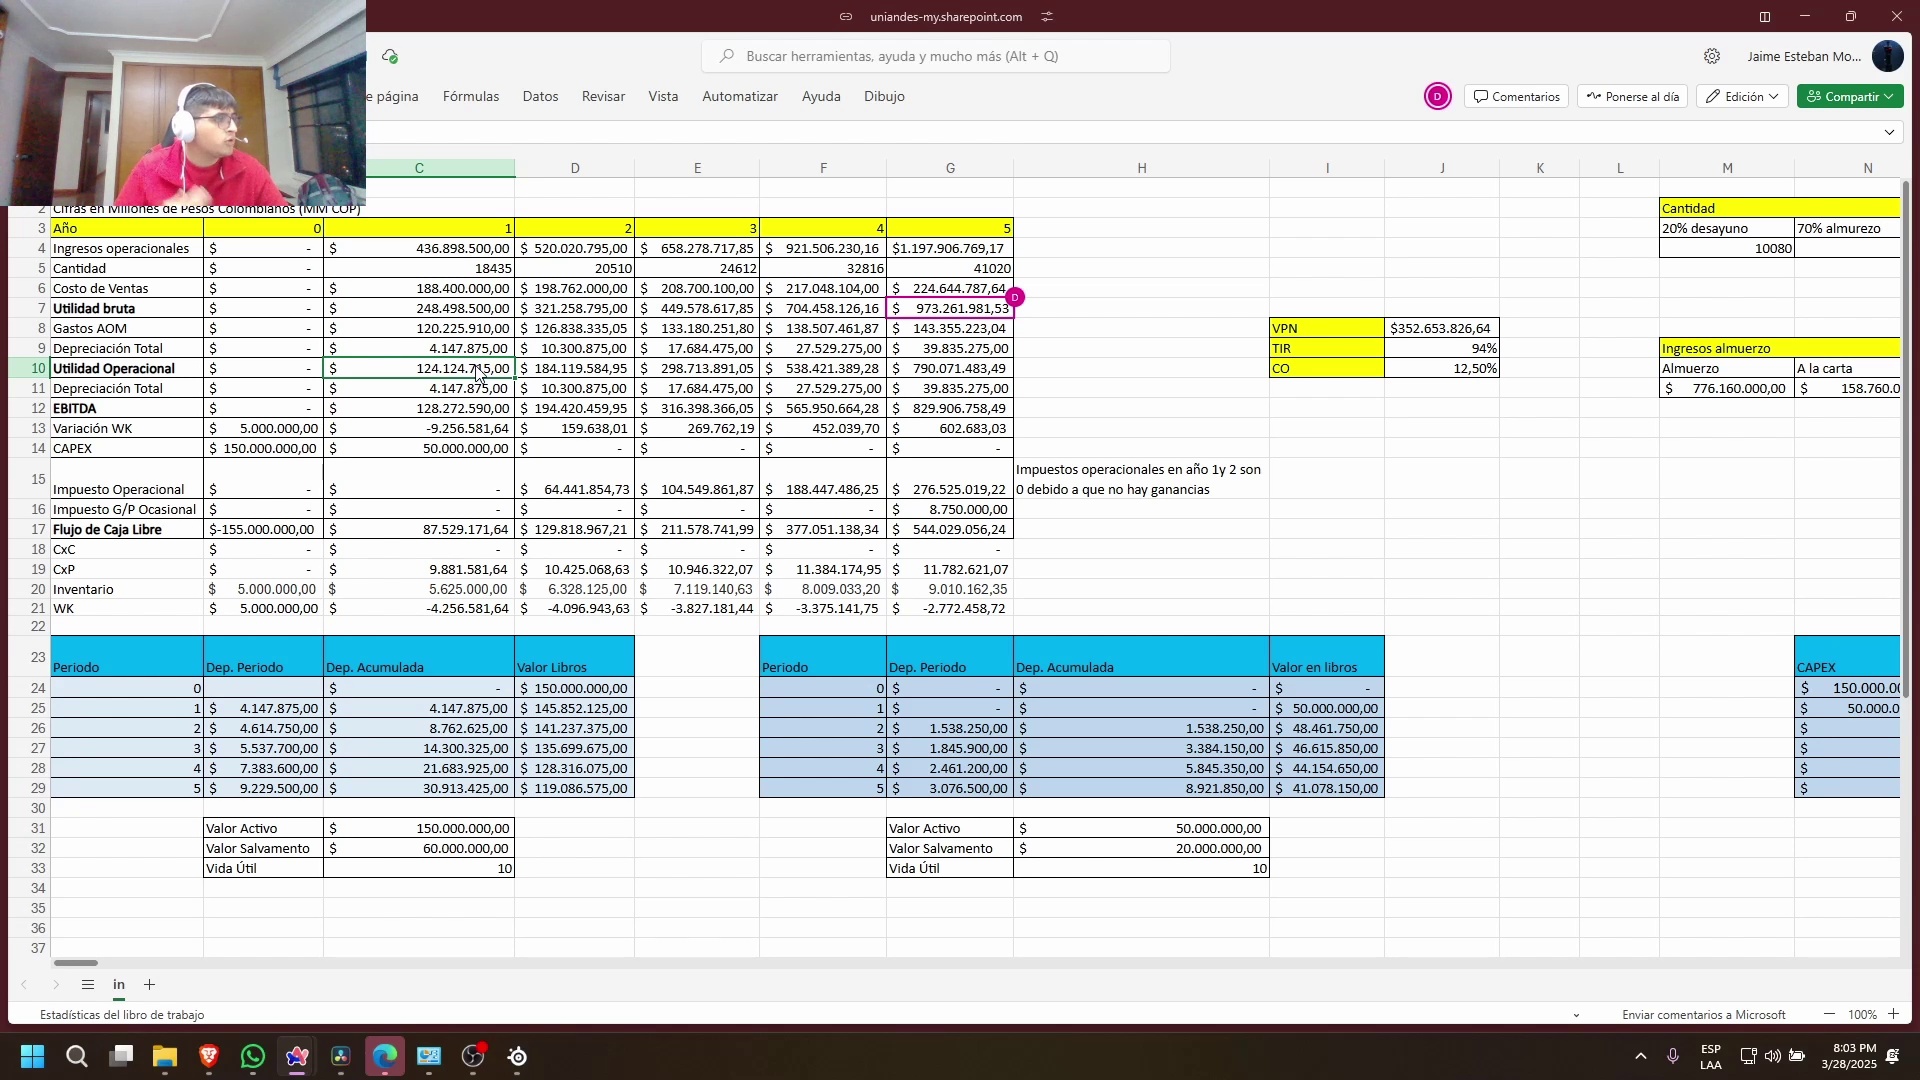 uniandes-my.sharepoint.com
Buscar herramientas, ayuda y mucho más (Alt + Q)
Jaime Esteban Mo...
e página Fórmulas Datos Revisar Vista Automatizar Ayuda Dibujo
D Comentarios Ponerse al día Edición Compartir
C D E F G H I J K L M N
2 Cifras en Millones de Pesos Colombianos (MM COP) Cantidad
3 Año 0 1 2 3 4 5 20% desayuno 70% almurezo
4 Ingresos operacionales $ - $ 436.898.500,00 $ 520.020.795,00 $ 658.278.717,85 $ 921.506.230,16 $1.197.906.769,17 10080
5 Cantidad $ - 18435 20510 24612 32816 41020
6 Costo de Ventas $ - $ 188.400.000,00 $ 198.762.000,00 $ 208.700.100,00 $ 217.048.104,00 $ 224.644.787,64
D
7 Utilidad bruta $ - $ 248.498.500,00 $ 321.258.795,00 $ 449.578.617,85 $ 704.458.126,16 $ 973.261.981,53
8 Gastos AOM $ - $ 120.225.910,00 $ 126.838.335,05 $ 133.180.251,80 $ 138.507.461,87 $ 143.355.223,04 VPN $352.653.826,64
9 Depreciación Total $ - $ 4.147.875,00 $ 10.300.875,00 $ 17.684.475,00 $ 27.529.275,00 $ 39.835.275,00 TIR 94% Ingresos almuerzo
10 Utilidad Operacional $ - $ 124.124.715,00 $ 184.119.584,95 $ 298.713.891,05 $ 538.421.389,28 $ 790.071.483,49 CO 12,50% Almuerzo A la carta
11 Depreciación Total $ - $ 4.147.875,00 $ 10.300.875,00 $ 17.684.475,00 $ 27.529.275,00 $ 39.835.275,00 $ 776.160.000,00 $ 158.760.0
12 EBITDA $ - $ 128.272.590,00 $ 194.420.459,95 $ 316.398.366,05 $ 565.950.664,28 $ 829.906.758,49
13 Variación WK $ 5.000.000,00 $ -9.256.581,64 $ 159.638,01 $ 269.762,19 $ 452.039,70 $ 602.683,03
14 CAPEX $ 150.000.000,00 $ 50.000.000,00 $ - $ - $ - $ -
Impuestos operacionales en año 1y 2 son
15 Impuesto Operacional $ - $ - $ 64.441.854,73 $ 104.549.861,87 $ 188.447.486,25 $ 276.525.019,22 0 debido a que no hay ganancias
16 Impuesto G/P Ocasional $ - $ - $ - $ - $ - $ 8.750.000,00
17 Flujo de Caja Libre $-155.000.000,00 $ 87.529.171,64 $ 129.818.967,21 $ 211.578.741,99 $ 377.051.138,34 $ 544.029.056,24
18 CxC $ - $ - $ - $ - $ - $ -
19 CxP $ - $ 9.881.581,64 $ 10.425.068,63 $ 10.946.322,07 $ 11.384.174,95 $ 11.782.621,07
20 Inventario $ 5.000.000,00 $ 5.625.000,00 $ 6.328.125,00 $ 7.119.140,63 $ 8.009.033,20 $ 9.010.162,35
21 WK $ 5.000.000,00 $ -4.256.581,64 $ -4.096.943,63 $ -3.827.181,44 $ -3.375.141,75 $ -2.772.458,72
22
23 Periodo Dep. Periodo Dep. Acumulada Valor Libros Periodo Dep. Periodo Dep. Acumulada Valor en libros CAPEX
24 0 $ - $ 150.000.000,00 0 $ - $ - $ - $ 150.000.00
25 1 $ 4.147.875,00 $ 4.147.875,00 $ 145.852.125,00 1 $ - $ - $ 50.000.000,00 $ 50.000.0
26 2 $ 4.614.750,00 $ 8.762.625,00 $ 141.237.375,00 2 $ 1.538.250,00 $ 1.538.250,00 $ 48.461.750,00 $
27 3 $ 5.537.700,00 $ 14.300.325,00 $ 135.699.675,00 3 $ 1.845.900,00 $ 3.384.150,00 $ 46.615.850,00 $
28 4 $ 7.383.600,00 $ 21.683.925,00 $ 128.316.075,00 4 $ 2.461.200,00 $ 5.845.350,00 $ 44.154.650,00 $
29 5 $ 9.229.500,00 $ 30.913.425,00 $ 119.086.575,00 5 $ 3.076.500,00 $ 8.921.850,00 $ 41.078.150,00 $
30
31 Valor Activo $ 150.000.000,00 Valor Activo $ 50.000.000,00
32 Valor Salvamento $ 60.000.000,00 Valor Salvamento $ 20.000.000,00
33 Vida Útil 10 Vida Útil 10
34
35
36
37
in
Estadísticas del libro de trabajo Enviar comentarios a Microsoft 100%
ESP 8:03 PM
LAA 3/28/2025